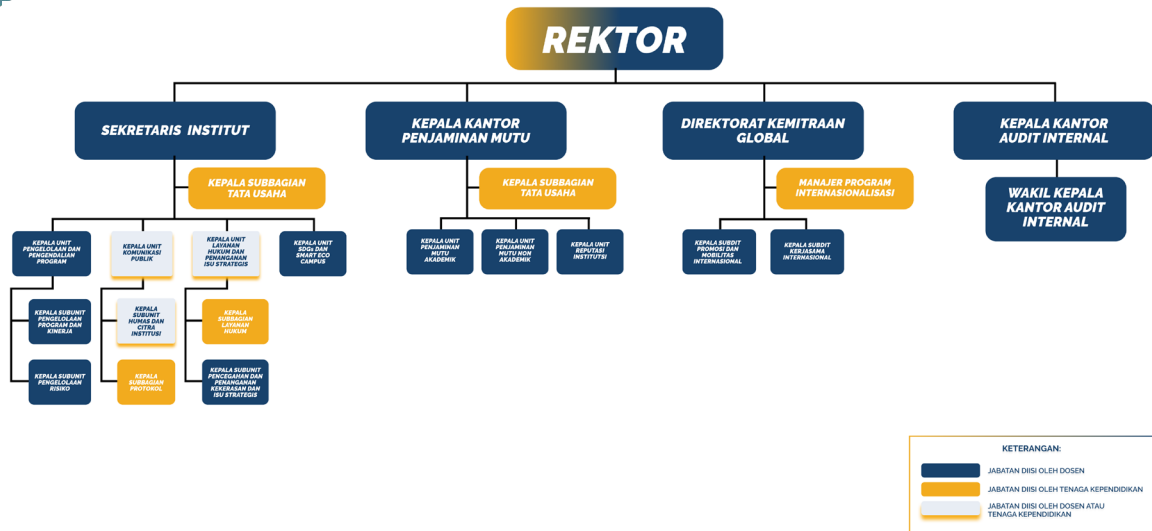 REKTOR
SEKRETARIS INSTITUT
KEPALA KANTOR
PENJAMINAN MUTU
DIREKTORAT KEMITRAAN
GLOBAL
KEPALA KANTOR
AUDIT INTERNAL
KEPALA SUBBAGIAN
TATA USAHA
KEPALA SUBBAGIAN
TATA USAHA
MANAJER PROGRAM
INTERNASIONALISASI
WAKIL KEPALA
KANTOR AUDIT
INTERNAL
KEPALA UNIT
PENGELOLAAN DAN
PENGENDALIAN
PROGRAM
KEPALA UNIT
KOMUNIKASI
PUBLIK
KEPALA UNIT
LAYANAN
HUKUM DAN
PENANGANAN
ISU STRATEGIS
KEPALA UNIT
SDGs DAN
SMART ECO
CAMPUS
KEPALA UNIT
PENJAMINAN
MUTU
AKADEMIK
KEPALA UNIT
PENJAMINAN
MUTU NON
AKADEMIK
KEPALA UNIT
REPUTASI
INSTITUTSI
KEPALA SUBDIT
PROMOSI DAN
MOBILITAS
INTERNASIONAL
KEPALA SUBDIT
KERJASAMA
INTERNASIONAL
KEPALA SUBUNIT
PENGELOLAAN
PROGRAM DAN
KINERJA
KEPALA
SUBUNIT
HUMAS DAN
CITRA
INSTITUSI
KEPALA
SUBBAGIAN
LAYANAN
HUKUM
KEPALA SUBUNIT
PENGELOLAAN
RISIKO
KEPALA
SUBBAGIAN
PROTOKOL
KEPALA SUBUNIT
PENCEGAHAN DAN
PENANGANAN
KEKERASAN DAN
ISU STRATEGIS
KETERANGAN:
JABATAN DIISI OLEH DOSEN
JABATAN DIISI OLEH TENAGA KEPENDIDIKAN
JABATAN DIISI OLEH DOSEN ATAU
TENAGA KEPENDIDIKAN